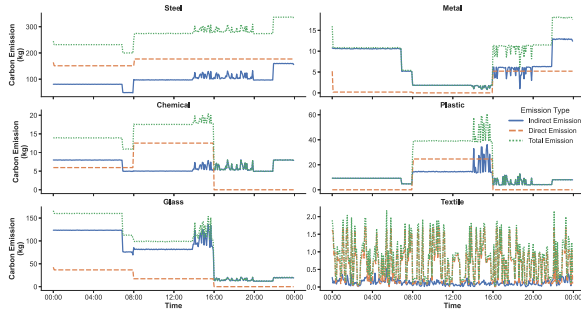 Steel
Metal
Carbon Emission
(kg)
300
200
100
15
10
5
0
Chemical
Plastic
Carbon Emission
(kg)
20
15
10
5
0
60
40
20
0
Emission Type
Indirect Emission
Direct Emission
Total Emission
Glass
Textile
Carbon Emission
(kg)
150
100
50
0
2.0
1.5
1.0
0.5
0.0
00:00 04:00 08:00 12:00 16:00 20:00 00:00
Time
00:00 04:00 08:00 12:00 16:00 20:00 00:00
Time